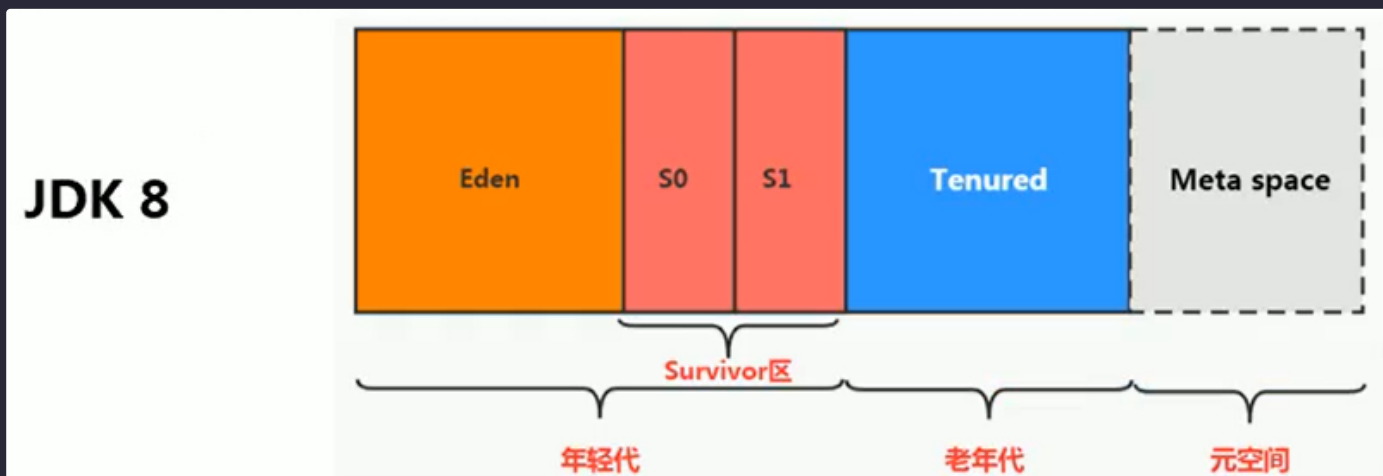 JDK 8
Eden
S0
S1
Tenured
Meta space
Survivor区
年轻代
老年代
元空间